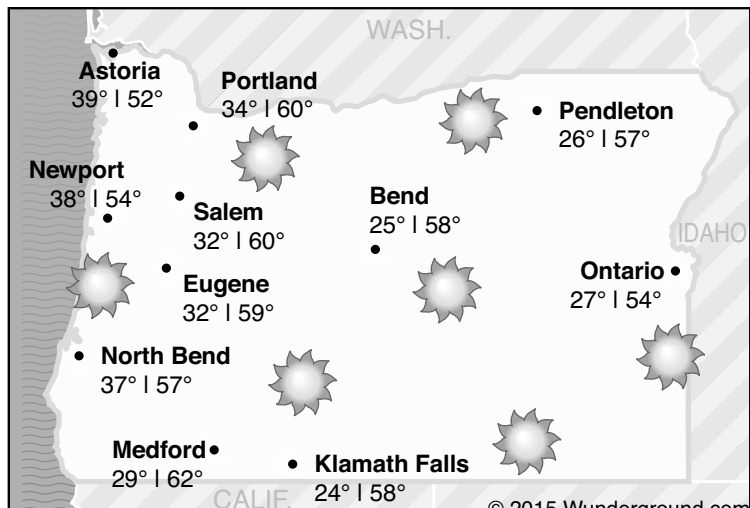 WASH.
Astoria
39° | 52°
Portland
34° | 60°
Pendleton
26° | 57°
Newport
38° | 54°
Salem
32° | 60°
Bend
25° | 58°
IDAHO
Eugene
32° | 59°
Ontario
27° | 54°
North Bend
37° | 57°
Medford
29° | 62°
Klamath Falls
24° | 58°
CALIF.
© 2015 Wunderground.com